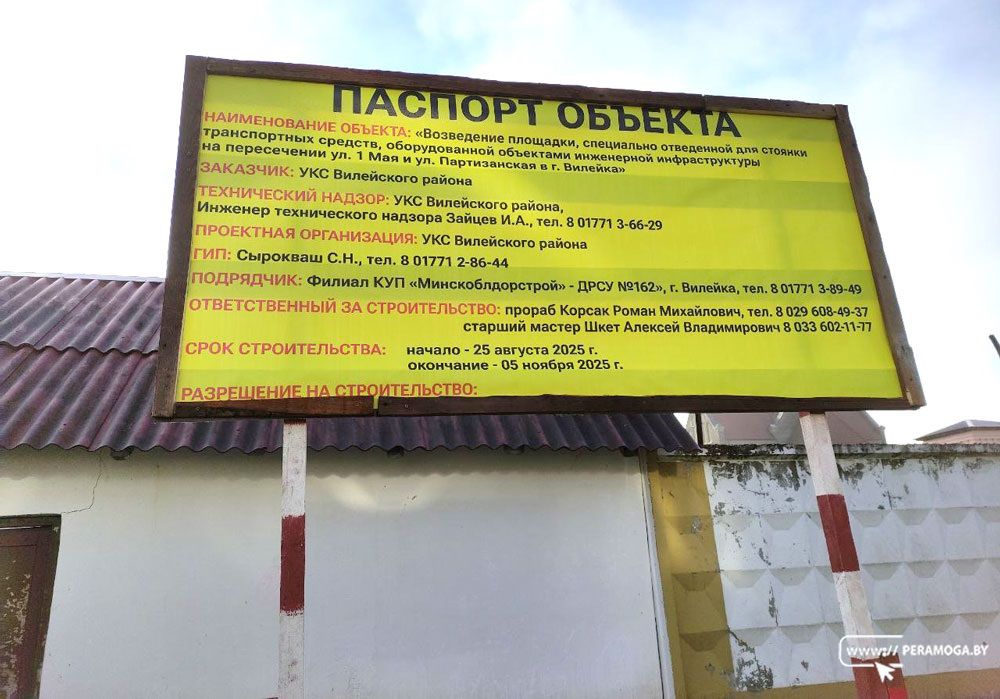 ПАСПОРТ ОБЪЕКТА
НАИМЕНОВАНИЕ ОБЪЕКТА: «Возведение площадки, специально отведенной для стоянки
транспортных средств, оборудованной объектами инженерной инфраструктуры
на пересечении ул. 1 Мая и ул. Партизанская в г. Вилейка»
ЗАКАЗЧИК: УКС Вилейского района
ТЕХНИЧЕСКИЙ НАДЗОР: УКС Вилейского района,
Инженер технического надзора Зайцев И.А., тел. 8 01771 3-66-29
ПРОЕКТНАЯ ОРГАНИЗАЦИЯ: УКС Вилейского района
ГИП: Сырокваш С.Н., тел. 8 01771 2-86-44
ПОДРЯДЧИК: Филиал КУП «Минскоблдорстрой» - ДРСУ №162», г. Вилейка, тел. 8 01771 3-89-49
ОТВЕТСТВЕННЫЙ ЗА СТРОИТЕЛЬСТВО: прораб Корсак Роман Михайлович, тел. 8 029 608-49-37
старший мастер Шкет Алексей Владимирович 8 033 602-11-77
СРОК СТРОИТЕЛЬСТВА: начало - 25 августа 2025 г.
окончание - 05 ноября 2025 г.
РАЗРЕШЕНИЕ НА СТРОИТЕЛЬСТВО:
www:// PERAMOGA.BY